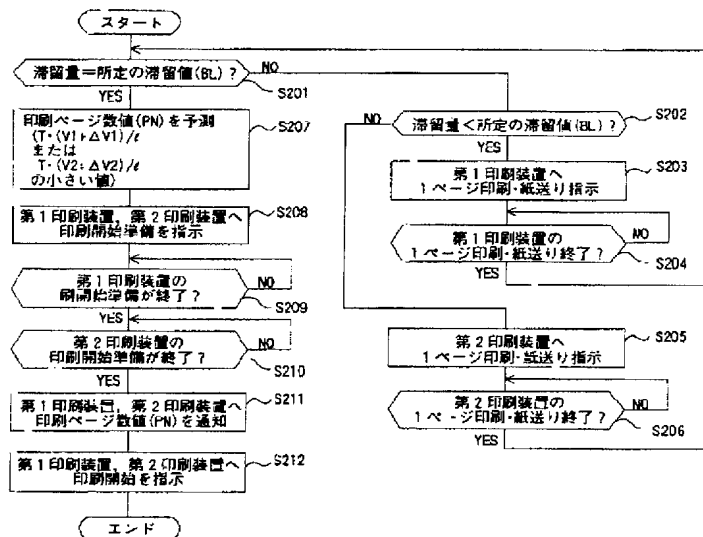 スタート
滞留量＝所定の滞留値(BL)？
NO
S201
YES
印刷ページ数値(PN)を予測
(T·(V1+ΔV1)/ℓ
または
T·(V2+ΔV2)/ℓ
の小さい値)
S207
第1印刷装置，第2印刷装置へ
印刷開始準備を指示
S208
第1印刷装置の
刷開始準備が終了？
NO
S209
YES
第2印刷装置の
印刷開始準備が終了？
NO
S210
YES
第1印刷装置，第2印刷装置へ
印刷ページ数値(PN)を通知
S211
第1印刷装置，第2印刷装置へ
印刷開始を指示
S212
エンド
NO
滞留量＜所定の滞留値(BL)？
S202
YES
第1印刷装置へ
1ページ印刷·紙送り指示
S203
第1印刷装置の
1ページ印刷·紙送り終了？
NO
S204
YES
第2印刷装置へ
1ページ印刷·紙送り指示
S205
第2印刷装置の
1ページ印刷·紙送り終了？
NO
S206
YES